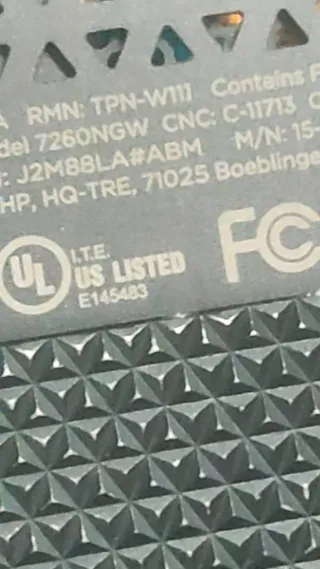 A RMN: TPN-W111 Contains F
del 7260NGW CNC: C-11713 C
: J2M88LA#ABM M/N: 15-
HP, HQ-TRE, 71025 Boeblinge
UL I.T.E.
US LISTED
E145483
FC